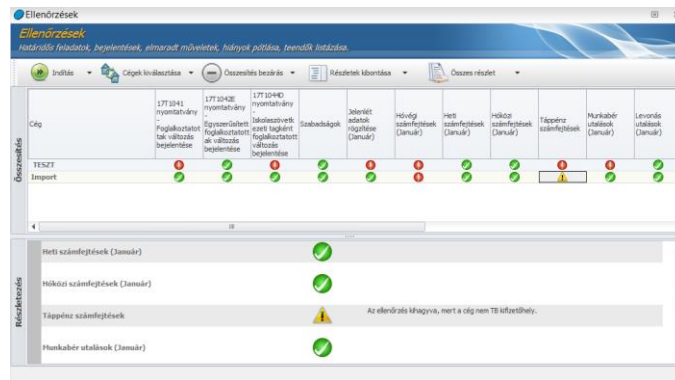 Ellenőrzések
Ellenőrzések
Határidős feladatok, bejelentések, elmaradt műveletek, hiányok pótlása, teendők listázása.
Indítás
Cégek kiválasztása
Összesítés bezárás
Részletek kibontása
Összes részlet
Összesítés
Cég
17T1041 nyomtatvány - Foglalkoztatottak változás bejelentése
17T1042E nyomtatvány - Egyszerűsített foglalkoztatottak változás bejelentése
17T1044D nyomtatvány - Iskolaszövetkezeti tagként foglalkoztatott változás bejelentése
Szabadságok
Jelenlét adatok rögzítése (Január)
Hóvégi számfejtések (Január)
Heti számfejtések (Január)
Hóközi számfejtések (Január)
Táppénz számfejtések
Munkabér utalások (Január)
Levonás utalások (Január)
TESZT
Import
Részletezés
Heti számfejtések (Január)
Hóközi számfejtések (Január)
Táppénz számfejtések
Az ellenőrzés kihagyva, mert a cég nem TB kifizetőhely.
Munkabér utalások (Január)